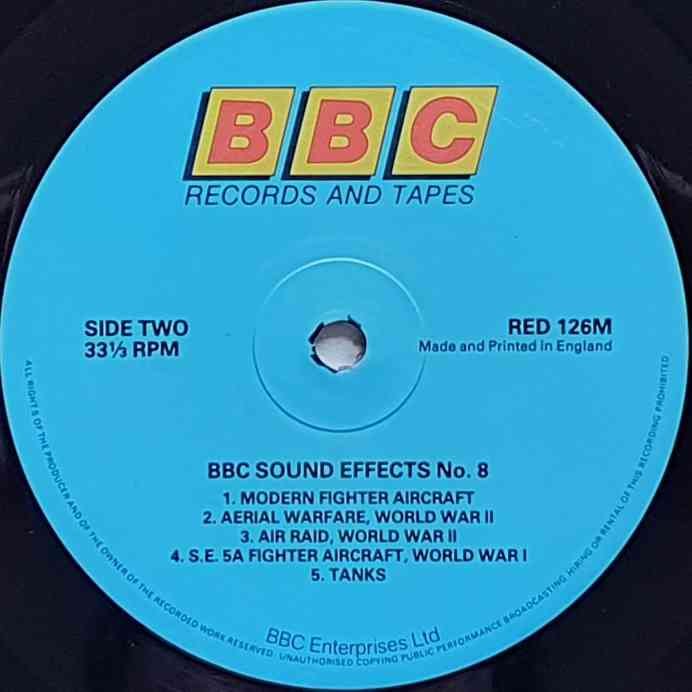 BBC
RECORDS AND TAPES
SIDE TWO
33⅓ RPM
RED 126M
Made and Printed in England
BBC SOUND EFFECTS No. 8
1. MODERN FIGHTER AIRCRAFT
2. AERIAL WARFARE, WORLD WAR II
3. AIR RAID, WORLD WAR II
4. S.E. 5A FIGHTER AIRCRAFT, WORLD WAR I
5. TANKS
BBC Enterprises Ltd
ALL RIGHTS OF THE PRODUCER AND OF THE OWNER OF THE RECORDED WORK RESERVED. UNAUTHORISED COPYING PUBLIC PERFORMANCE BROADCASTING HIRING OR RENTAL OF THIS RECORDING PROHIBITED